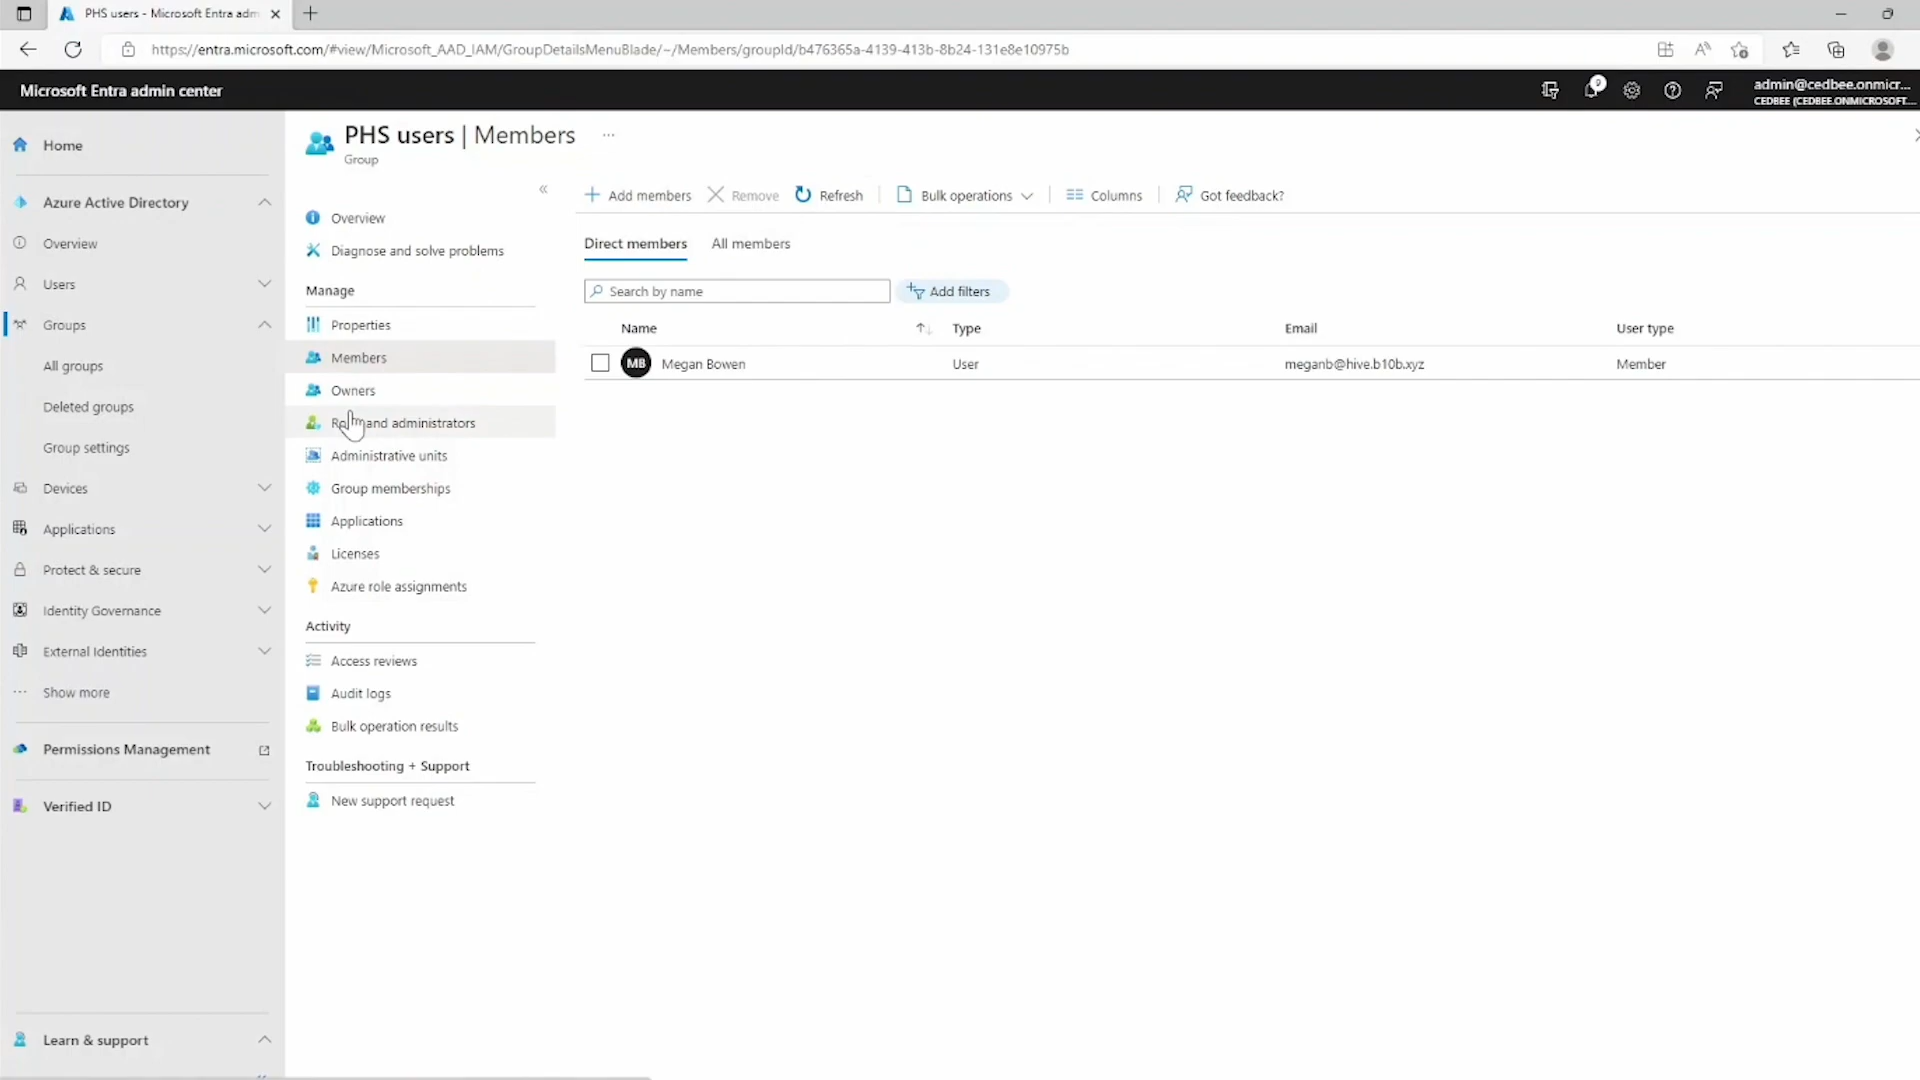 PHS users - Microsoft Entra adm
https://entra.microsoft.com/#view/Microsoft_AAD_IAM/GroupDetailsMenuBlade/~/Members/groupId/b476365a-4139-413b-8b24-131e8e10975b
Microsoft Entra admin center
admin@cedbee.onmicr...
CEDBEE (CEDBEE.ONMICROSOFT....
Home
Azure Active Directory
Overview
Users
Groups
All groups
Deleted groups
Group settings
Devices
Applications
Protect & secure
Identity Governance
External Identities
Show more
Permissions Management
Verified ID
Learn & support
PHS users | Members
Group
Overview
Diagnose and solve problems
Manage
Properties
Members
Owners
and administrators
Administrative units
Group memberships
Applications
Licenses
Azure role assignments
Activity
Access reviews
Audit logs
Bulk operation results
Troubleshooting + Support
New support request
Add members Remove Refresh Bulk operations Columns Got feedback?
Direct members All members
Search by name Add filters
Name Type Email User type
MB Megan Bowen User meganb@hive.b10b.xyz Member